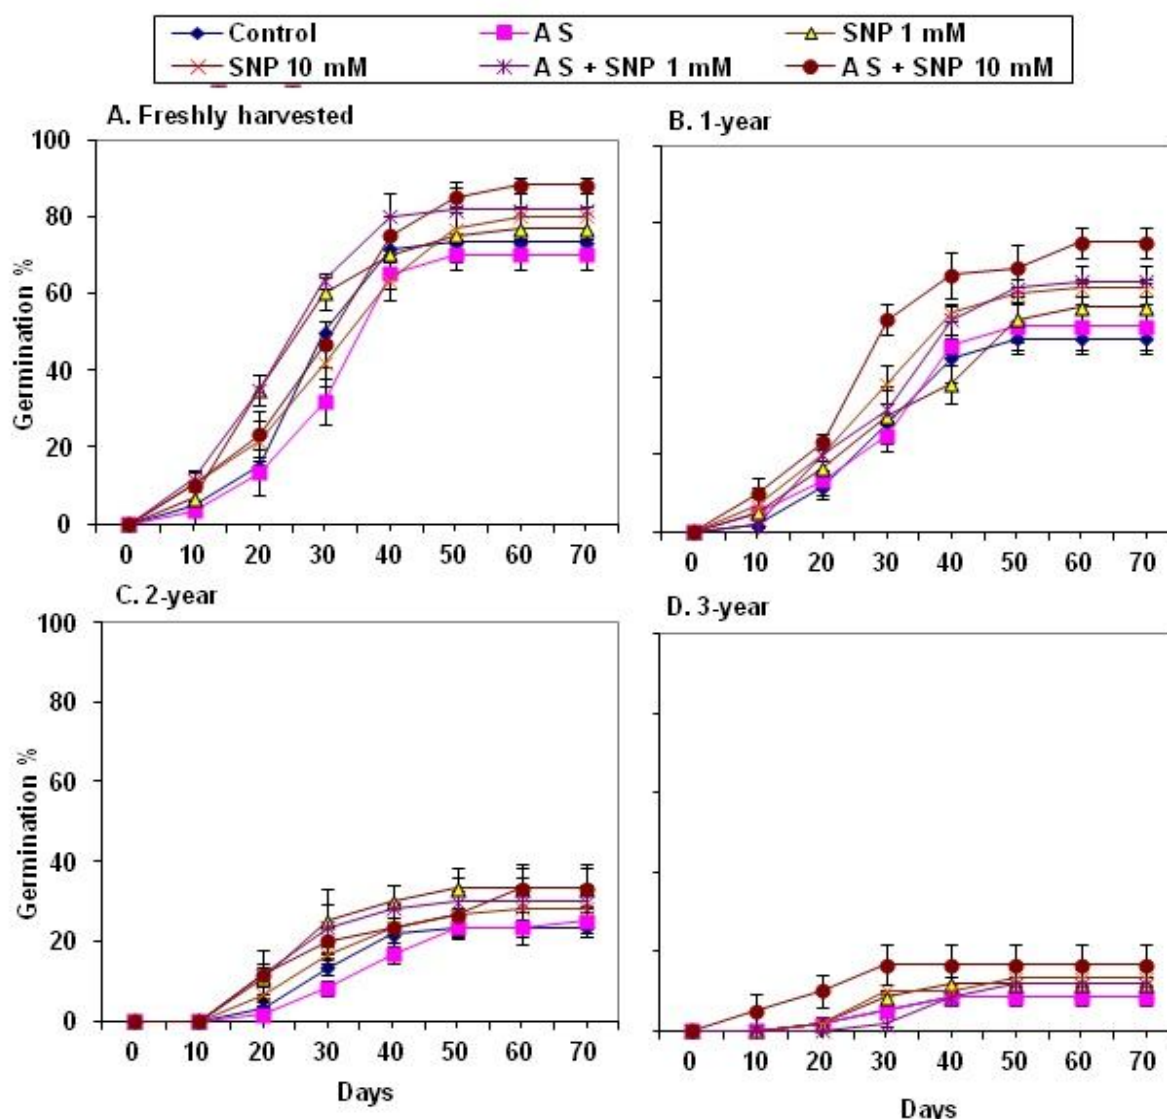 Control A S SNP 1 mM
SNP 10 mM A S + SNP 1 mM A S + SNP 10 mM
A. Freshly harvested
100
80
60
40
20
0
Germination %
0 10 20 30 40 50 60 70
B. 1-year
0 10 20 30 40 50 60 70
C. 2-year
100
80
60
40
20
0
Germination %
0 10 20 30 40 50 60 70
Days
D. 3-year
0 10 20 30 40 50 60 70
Days